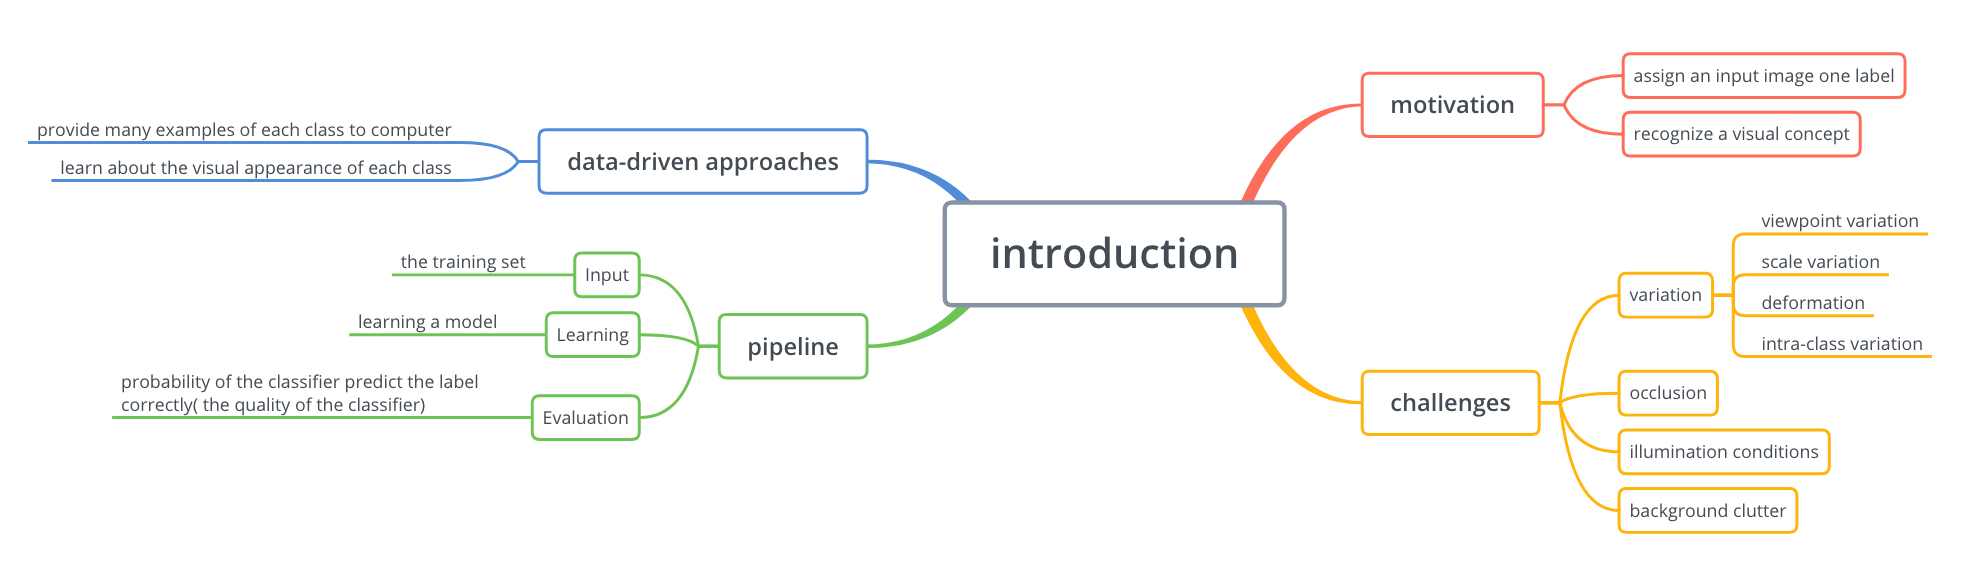 introduction
motivation
assign an input image one label
recognize a visual concept
challenges
variation
viewpoint variation
scale variation
deformation
intra-class variation
occlusion
illumination conditions
background clutter
data-driven approaches
provide many examples of each class to computer
learn about the visual appearance of each class
pipeline
Input
the training set
Learning
learning a model
Evaluation
probability of the classifier predict the label
correctly( the quality of the classifier)